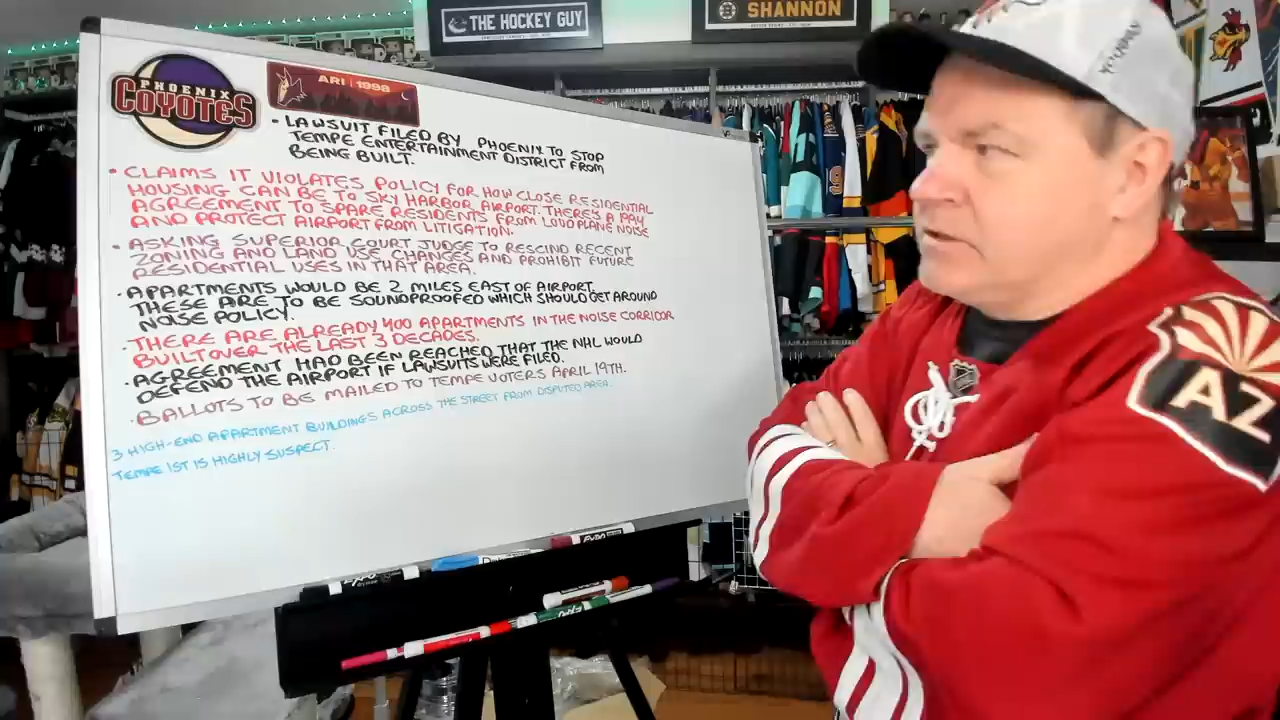 THE HOCKEY GUY
SHANNON
PHOENIX
COYOTES
ARI | 1998
• LAWSUIT FILED BY PHOENIX TO STOP
TEMPE ENTERTAINMENT DISTRICT FROM
BEING BUILT.
• CLAIMS IT VIOLATES POLICY FOR HOW CLOSE RESIDENTIAL
HOUSING CAN BE TO SKY HARBOR AIRPORT. THERE'S A PAY
AGREEMENT TO SPARE RESIDENTS FROM LOUD PLANE NOISE
AND PROTECT AIRPORT FROM LITIGATION.
• ASKING SUPERIOR COURT JUDGE TO RESCIND RECENT
ZONING AND LAND USE CHANGES AND PROHIBIT FUTURE
RESIDENTIAL USES IN THAT AREA.
• APARTMENTS WOULD BE 2 MILES EAST OF AIRPORT.
THESE ARE TO BE SOUNDPROOFED WHICH SHOULD GET AROUND
NOISE POLICY.
• THERE ARE ALREADY 400 APARTMENTS IN THE NOISE CORRIDOR
BUILT OVER THE LAST 3 DECADES.
• AGREEMENT HAD BEEN REACHED THAT THE NHL WOULD
DEFEND THE AIRPORT IF LAWSUITS WERE FILED.
• BALLOTS TO BE MAILED TO TEMPE VOTERS APRIL 19TH.
3 HIGH-END APARTMENT BUILDINGS ACROSS THE STREET FROM DISPUTED AREA.
TEMPE 1ST IS HIGHLY SUSPECT.
EXPO
EXPO
EXPO
NHL
AZ